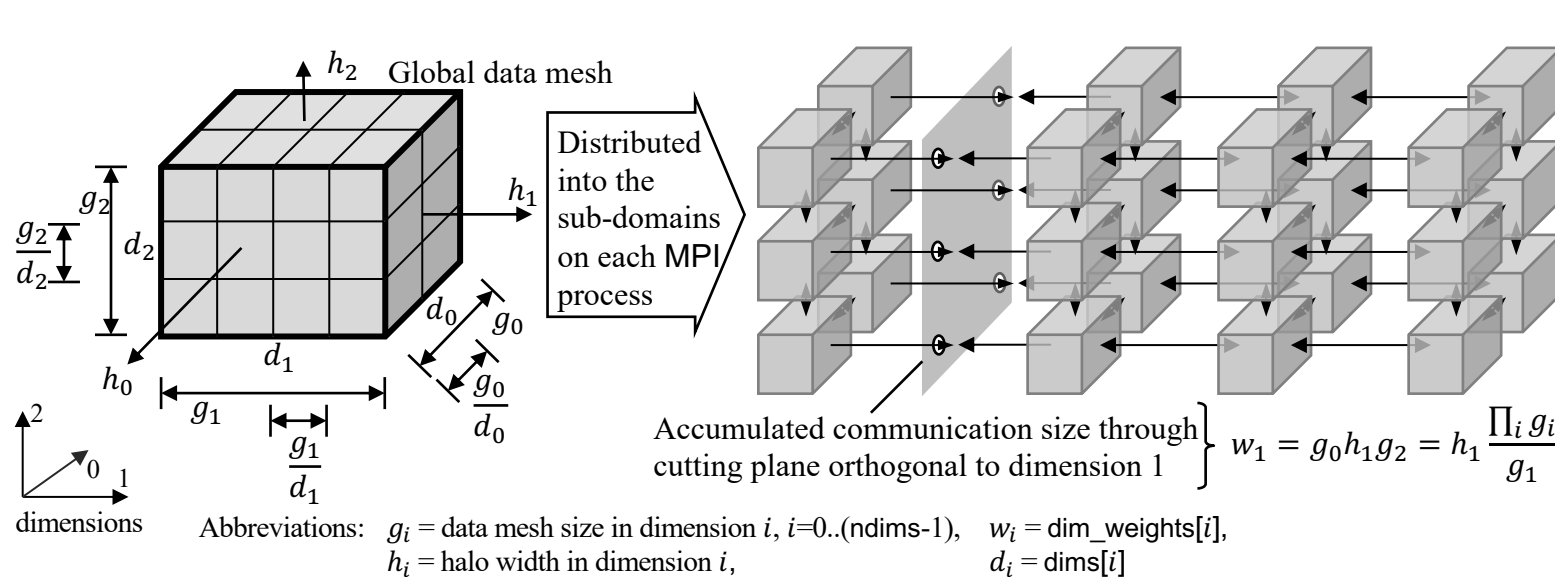 h₂
Global data mesh
Distributed
into the
sub-domains
on each MPI
process
h₁
g₂
d₂
g₂/d₂
d₀
g₀
g₀/d₀
d₁
h₀
g₁
g₁/d₁
2
0
1
dimensions
Accumulated communication size through
cutting plane orthogonal to dimension 1
w₁ = g₀h₁g₂ = h₁ ∏ᵢ gᵢ / g₁
Abbreviations: gᵢ = data mesh size in dimension i, i=0..(ndims-1), wᵢ = dim_weights[i],
hᵢ = halo width in dimension i, dᵢ = dims[i]